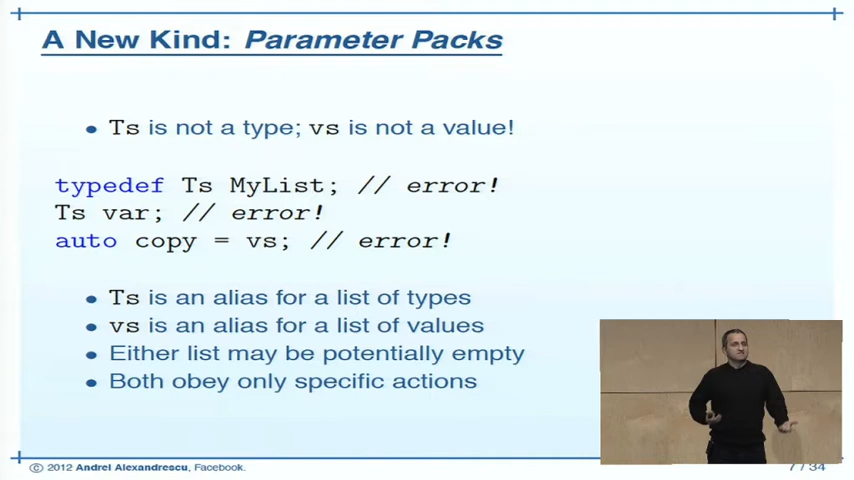 A New Kind: Parameter Packs
• Ts is not a type; vs is not a value!
typedef Ts MyList; // error!
Ts var; // error!
auto copy = vs; // error!
• Ts is an alias for a list of types
• vs is an alias for a list of values
• Either list may be potentially empty
• Both obey only specific actions
© 2012 Andrei Alexandrescu, Facebook.
7 / 34